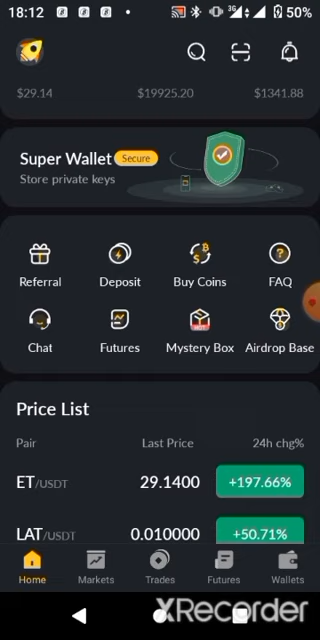 18:12
3G
50%
$29.14 $19925.20 $1341.88
Super Wallet Secure
Store private keys
Referral Deposit Buy Coins FAQ
HOT
Chat Futures Mystery Box Airdrop Base
Price List
Pair Last Price 24h chg%
ET/USDT 29.1400 +197.66%
LAT/USDT 0.010000 +50.71%
Home Markets Trades Futures Wallets
XRecorder